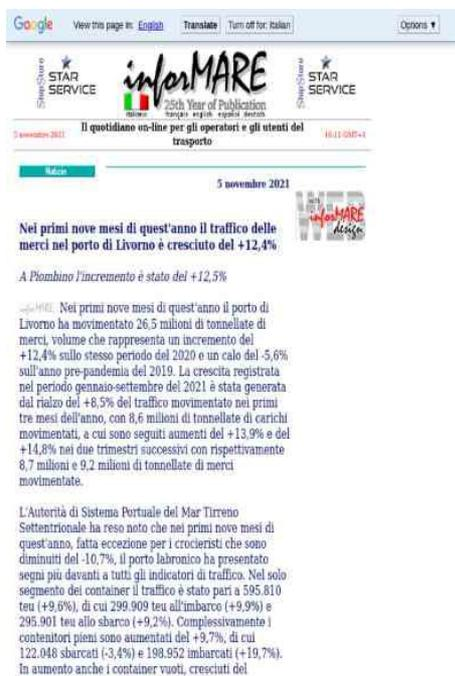 Google View this page in: English Translate Turn off for: Italian Options ▼
ShipStore STAR SERVICE
inforMARE
25th Year of Publication
italiano français english español deutsch
ShipStore STAR SERVICE
5 novembre 2021
Il quotidiano on-line per gli operatori e gli utenti del trasporto
16:11 GMT+1
Notizie
5 novembre 2021
WEB
inforMARE
design
Nei primi nove mesi di quest'anno il traffico delle
merci nel porto di Livorno è cresciuto del +12,4%
A Piombino l'incremento è stato del +12,5%
inforMARE Nei primi nove mesi di quest'anno il porto di
Livorno ha movimentato 26,5 milioni di tonnellate di
merci, volume che rappresenta un incremento del
+12,4% sullo stesso periodo del 2020 e un calo del -5,6%
sull'anno pre-pandemia del 2019. La crescita registrata
nel periodo gennaio-settembre del 2021 è stata generata
dal rialzo del +8,5% del traffico movimentato nei primi
tre mesi dell'anno, con 8,6 milioni di tonnellate di carichi
movimentati, a cui sono seguiti aumenti del +13,9% e del
+14,8% nei due trimestri successivi con rispettivamente
8,7 milioni e 9,2 milioni di tonnellate di merci
movimentate.
L'Autorità di Sistema Portuale del Mar Tirreno
Settentrionale ha reso noto che nei primi nove mesi di
quest'anno, fatta eccezione per i crocieristi che sono
diminuiti del -10,7%, il porto labronico ha presentato
segni più davanti a tutti gli indicatori di traffico. Nel solo
segmento dei container il traffico è stato pari a 595.810
teu (+9,6%), di cui 299.909 teu all'imbarco (+9,9%) e
295.901 teu allo sbarco (+9,2%). Complessivamente i
contenitori pieni sono aumentati del +9,7%, di cui
122.048 sbarcati (-3,4%) e 198.952 imbarcati (+19,7%).
In aumento anche i container vuoti, cresciuti del